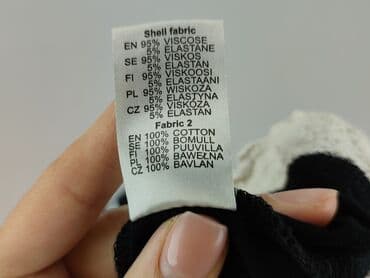 Shell fabric
EN 95% VISCOSE
5% ELASTANE
SE 95% VISKOS
5% ELASTAN
FI 95% VISKOOSI
5% ELASTAANI
PL 95% WISKOZA
5% ELASTYNA
CZ 95% VISKÓZA
5% ELASTAN
Fabric 2
EN 100% COTTON
SE 100% BOMULL
FI 100% PUUVILLA
PL 100% BAWEŁNA
CZ 100% BAVLAN